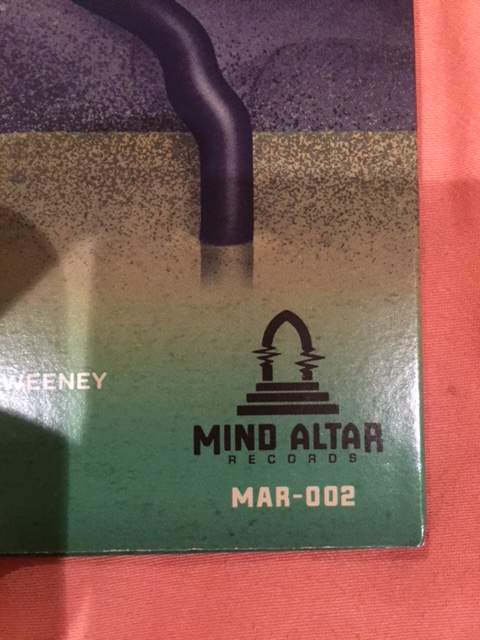 WEENEY
MIND ALTAR
RECORDS
MAR-002